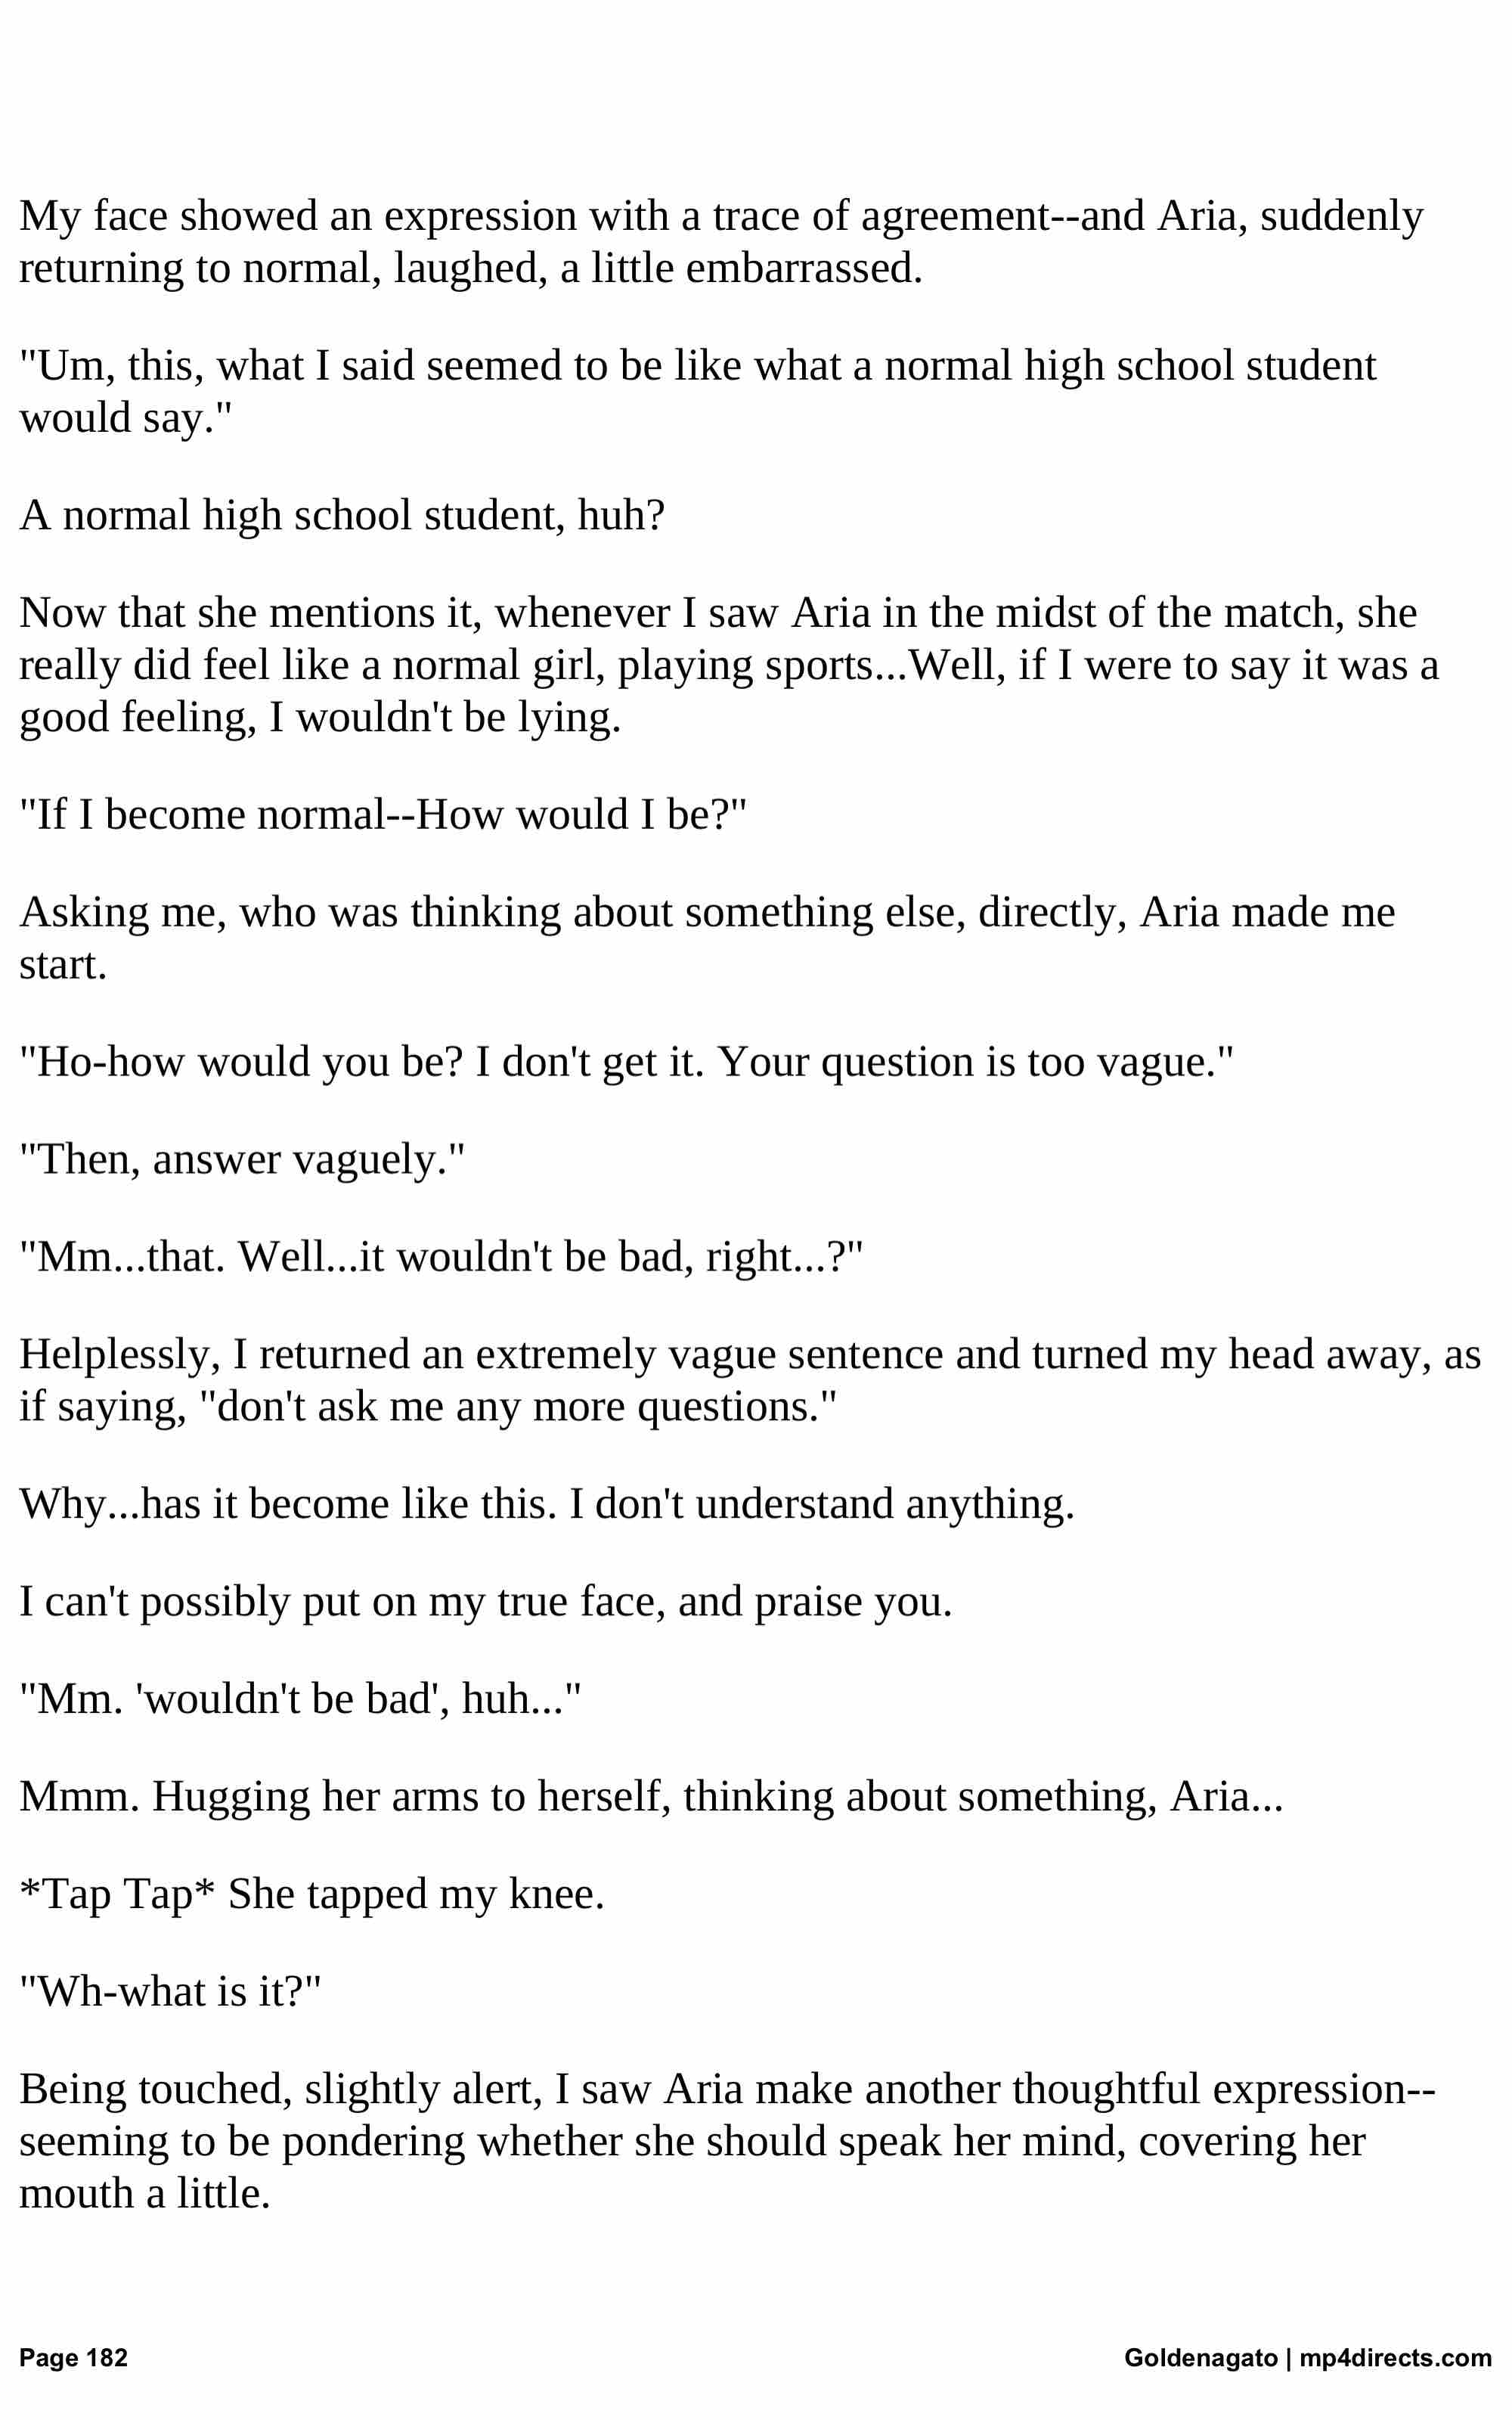 My face showed an expression with a trace of agreement--and Aria, suddenly
returning to normal, laughed, a little embarrassed.
"Um, this, what I said seemed to be like what a normal high school student
would say."
A normal high school student, huh?
Now that she mentions it, whenever I saw Aria in the midst of the match, she
really did feel like a normal girl, playing sports...Well, if I were to say it was a
good feeling, I wouldn't be lying.
"If I become normal--How would I be?"
Asking me, who was thinking about something else, directly, Aria made me
start.
"Ho-how would you be? I don't get it. Your question is too vague."
"Then, answer vaguely."
"Mm...that. Well...it wouldn't be bad, right...?"
Helplessly, I returned an extremely vague sentence and turned my head away, as
if saying, "don't ask me any more questions."
Why...has it become like this. I don't understand anything.
I can't possibly put on my true face, and praise you.
"Mm. 'wouldn't be bad', huh..."
Mmm. Hugging her arms to herself, thinking about something, Aria...
*Tap Tap* She tapped my knee.
"Wh-what is it?"
Being touched, slightly alert, I saw Aria make another thoughtful expression--
seeming to be pondering whether she should speak her mind, covering her
mouth a little.
Page 182
Goldenagato | mp4directs.com